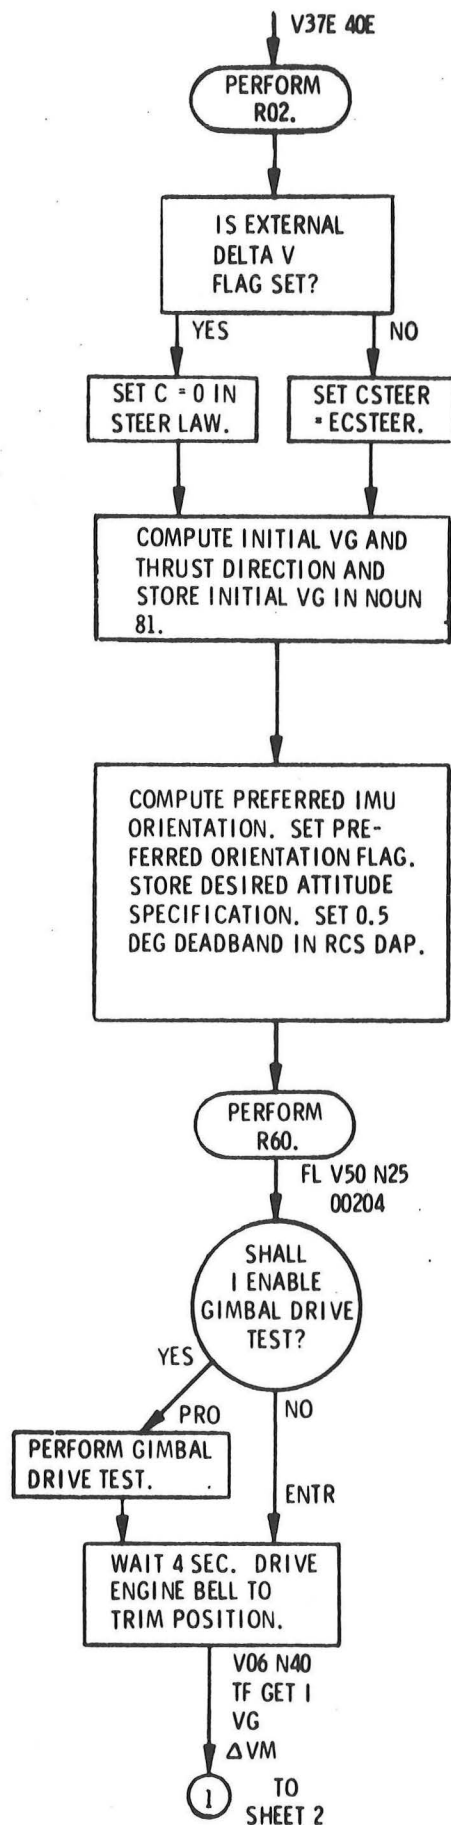 V37E 40E
PERFORM
R02.
IS EXTERNAL
DELTA V
FLAG SET?
YES
NO
SET C = 0 IN
STEER LAW.
SET CSTEER
= ECSTEER.
COMPUTE INITIAL VG AND
THRUST DIRECTION AND
STORE INITIAL VG IN NOUN
81.
COMPUTE PREFERRED IMU
ORIENTATION. SET PRE-
FERRED ORIENTATION FLAG.
STORE DESIRED ATTITUDE
SPECIFICATION. SET 0.5
DEG DEADBAND IN RCS DAP.
PERFORM
R60.
FL V50 N25
00204
SHALL
I ENABLE
GIMBAL DRIVE
TEST?
YES
PRO
NO
PERFORM GIMBAL
DRIVE TEST.
ENTR
WAIT 4 SEC. DRIVE
ENGINE BELL TO
TRIM POSITION.
V06 N40
TF GET I
VG
ΔVM
1
TO
SHEET 2